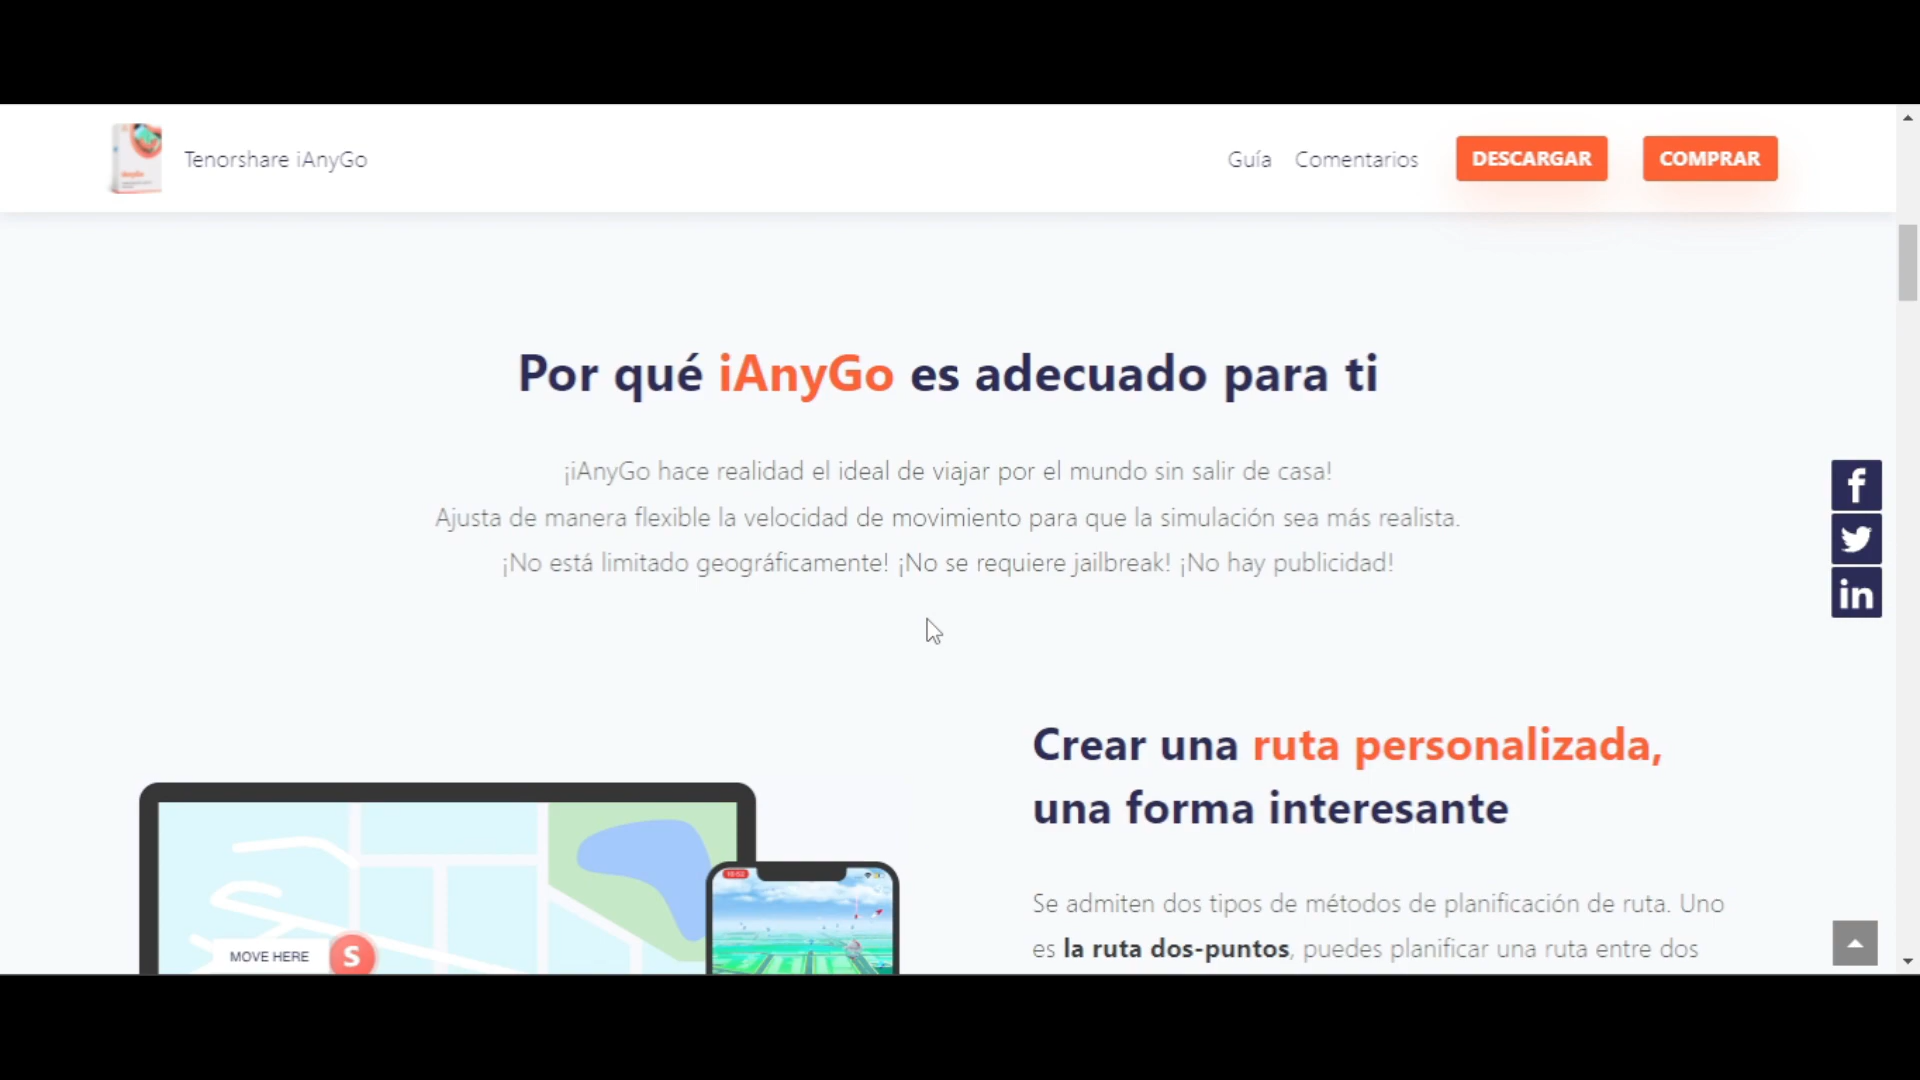 Tenorshare iAnyGo
Guía
Comentarios
DESCARGAR
COMPRAR
Por qué iAnyGo es adecuado para ti
¡iAnyGo hace realidad el ideal de viajar por el mundo sin salir de casa!
Ajusta de manera flexible la velocidad de movimiento para que la simulación sea más realista.
¡No está limitado geográficamente! ¡No se requiere jailbreak! ¡No hay publicidad!
Crear una ruta personalizada,
una forma interesante
Se admiten dos tipos de métodos de planificación de ruta. Uno
es la ruta dos-puntos, puedes planificar una ruta entre dos
MOVE HERE
S
f
in